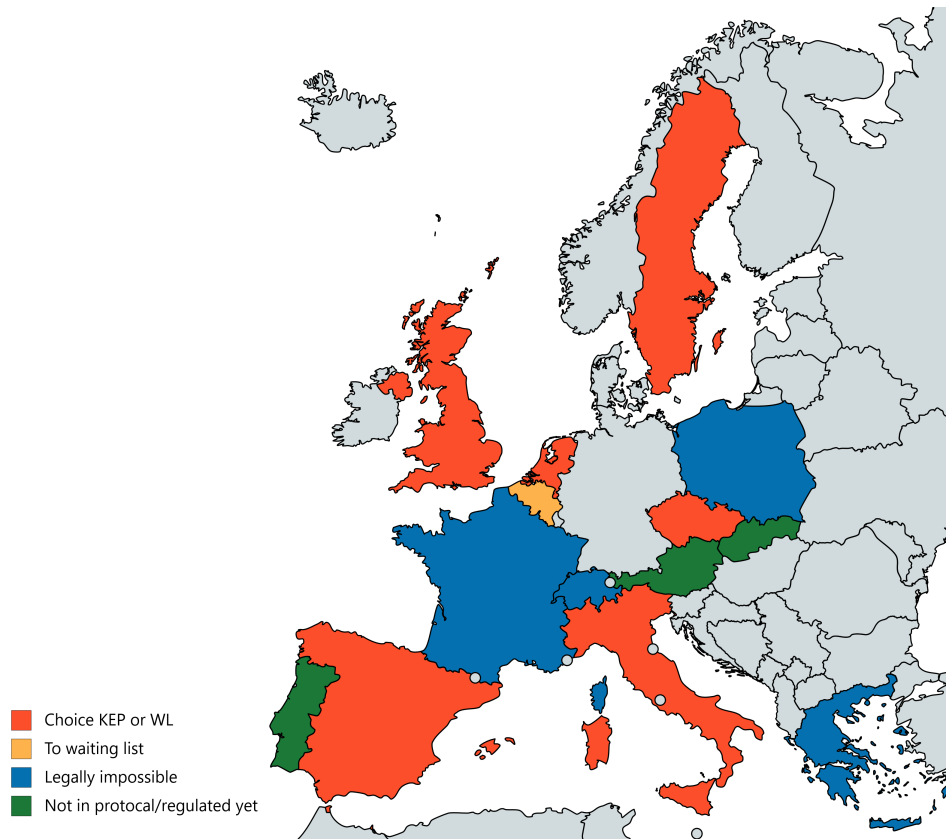 Choice KEP or WL
To waiting list
Legally impossible
Not in protocal/regulated yet